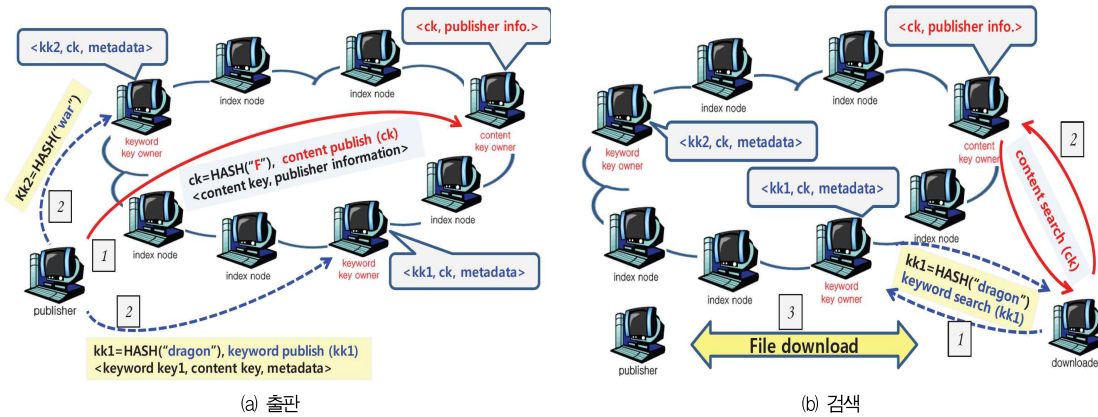 <kk2, ck, metadata>
<ck, publisher info.>
index node
index node
Kk2=HASH("war")
keyword
key owner
content
key owner
ck=HASH("F"), content publish (ck)
<content key, publisher information>
2
1
index node
index node
index node
keyword
key owner
<kk1, ck, metadata>
publisher
2
kk1=HASH("dragon"), keyword publish (kk1)
<keyword key1, content key, metadata>
(a) 출판
<ck, publisher info.>
index node
index node
keyword
key owner
<kk2, ck, metadata>
content
key owner
2
<kk1, ck, metadata>
content search (ck)
index node
index node
index node
keyword
key owner
kk1=HASH("dragon")
keyword search (kk1)
3
1
File download
publisher
downloade
(b) 검색